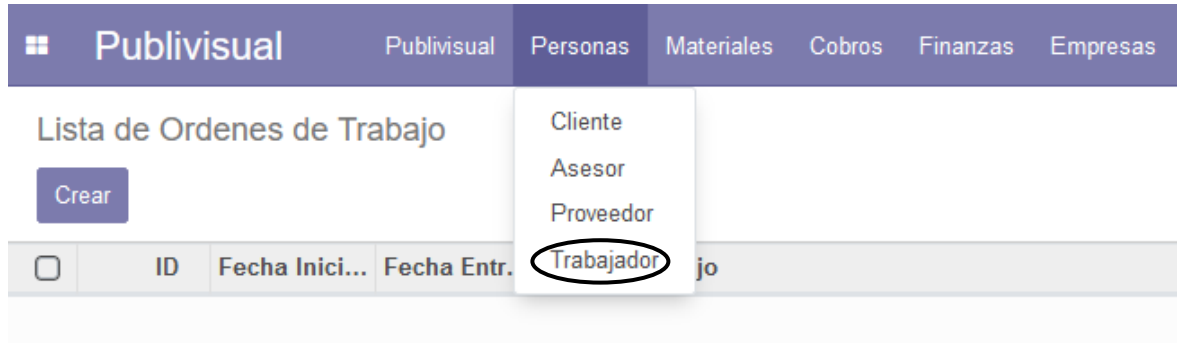 Publivisual Publivisual Personas Materiales Cobros Finanzas Empresas
Lista de Ordenes de Trabajo
Crear
Cliente
Asesor
Proveedor
Trabajador
ID Fecha Inici... Fecha Entr. jo